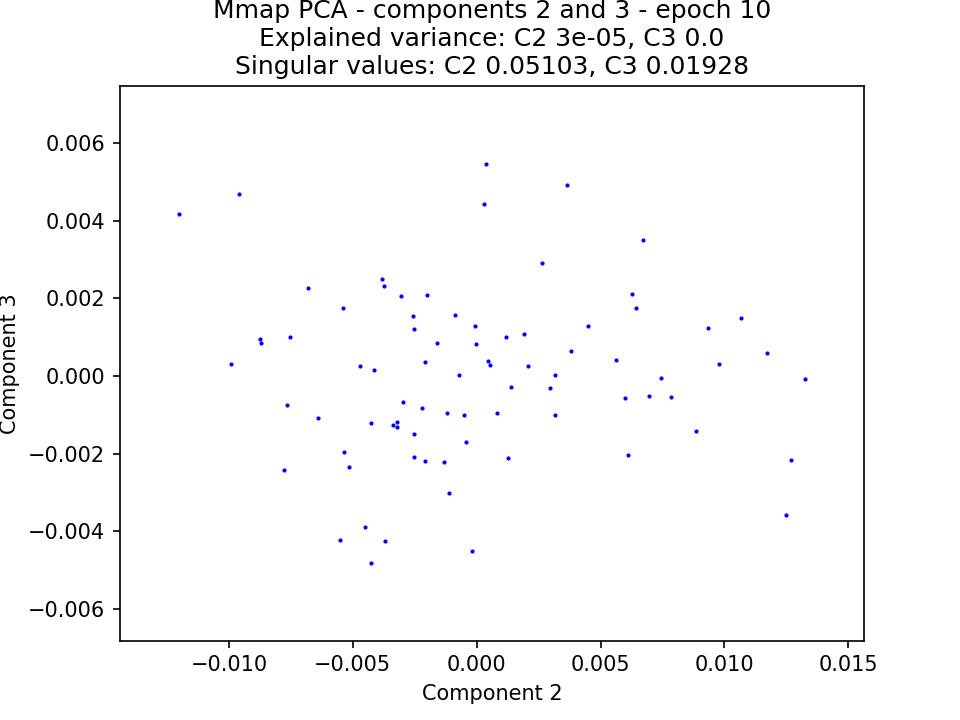 Mmap PCA - components 2 and 3 - epoch 10
Explained variance: C2 3e-05, C3 0.0
Singular values: C2 0.05103, C3 0.01928
0.006
0.004
0.002
0.000
−0.002
−0.004
−0.006
Component 3
−0.010
−0.005
0.000
0.005
0.010
0.015
Component 2